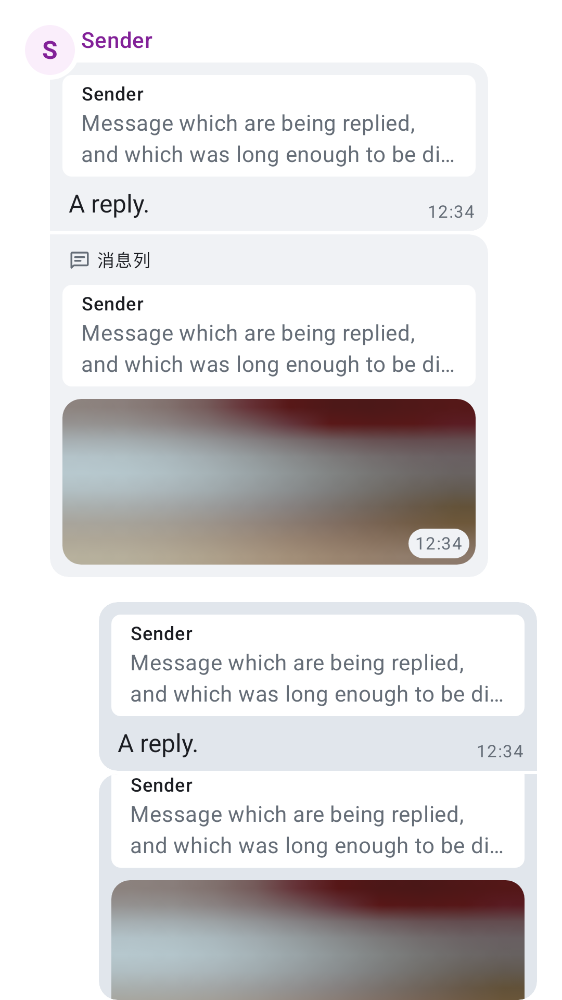 S
Sender
Sender
Message which are being replied,
and which was long enough to be di…
A reply.
12:34
消息列
Sender
Message which are being replied,
and which was long enough to be di…
12:34
Sender
Message which are being replied,
and which was long enough to be di…
A reply.
12:34
Sender
Message which are being replied,
and which was long enough to be di…